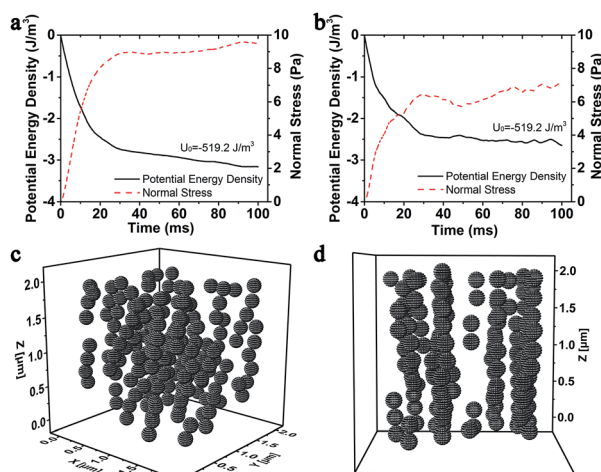 a
Potential Energy Density (J/m³)
0
-1
-2
-3
-4
10
8
6
4
2
0
Normal Stress (Pa)
U₀=-519.2 J/m³
Potential Energy Density
Normal Stress
0 20 40 60 80 100
Time (ms)
b
Potential Energy Density (J/m³)
0
-1
-2
-3
-4
10
8
6
4
2
0
Normal Stress (Pa)
U₀=-519.2 J/m³
Potential Energy Density
Normal Stress
0 20 40 60 80 100
Time (ms)
c
2.0
1.5
1.0
0.5
0.0
Z [µm]
0.0
0.5
X [µm]
0.5
Y [µm]
1.5
2.0
d
2.0
1.5
1.0
0.5
0.0
Z [µm]